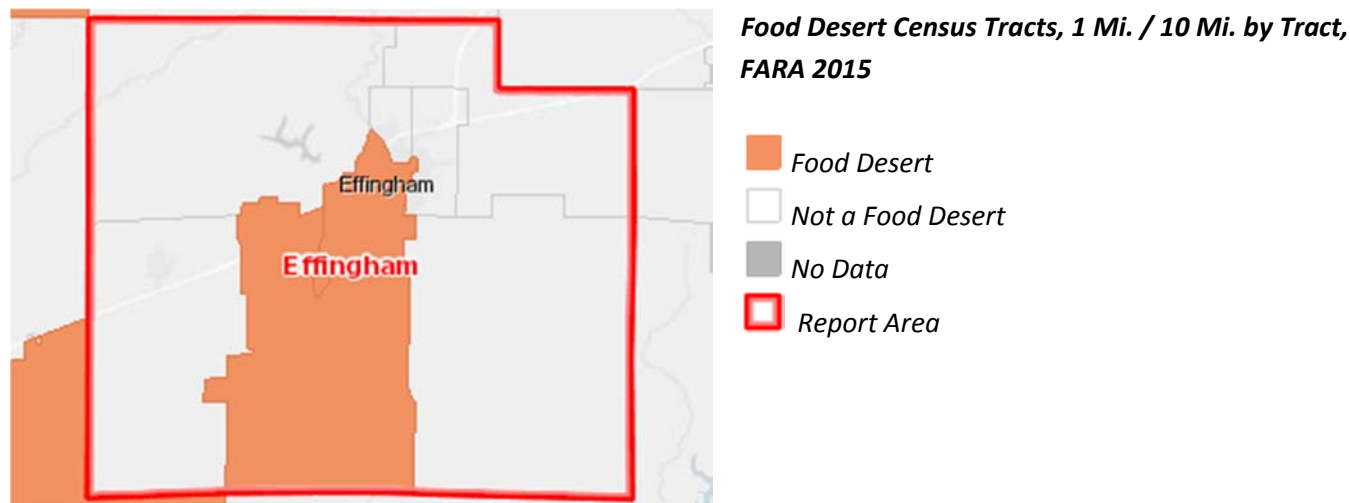 Food Desert Census Tracts, 1 Mi. / 10 Mi. by Tract,
FARA 2015
Food Desert
Not a Food Desert
No Data
Report Area
Effingham
Effingham